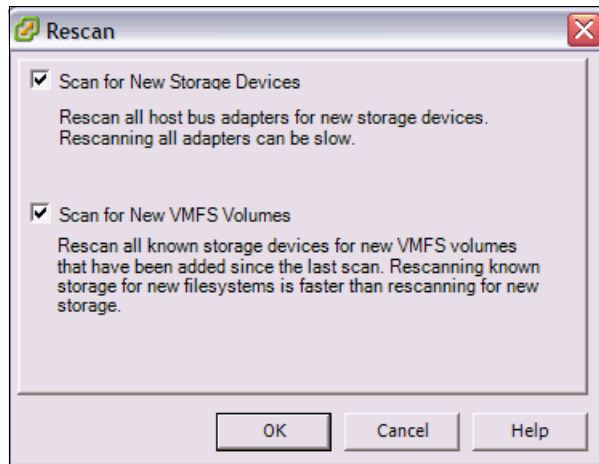 Rescan
Scan for New Storage Devices
Rescan all host bus adapters for new storage devices.
Rescanning all adapters can be slow.
Scan for New VMFS Volumes
Rescan all known storage devices for new VMFS volumes
that have been added since the last scan. Rescanning known
storage for new filesystems is faster than rescanning for new
storage.
OK
Cancel
Help